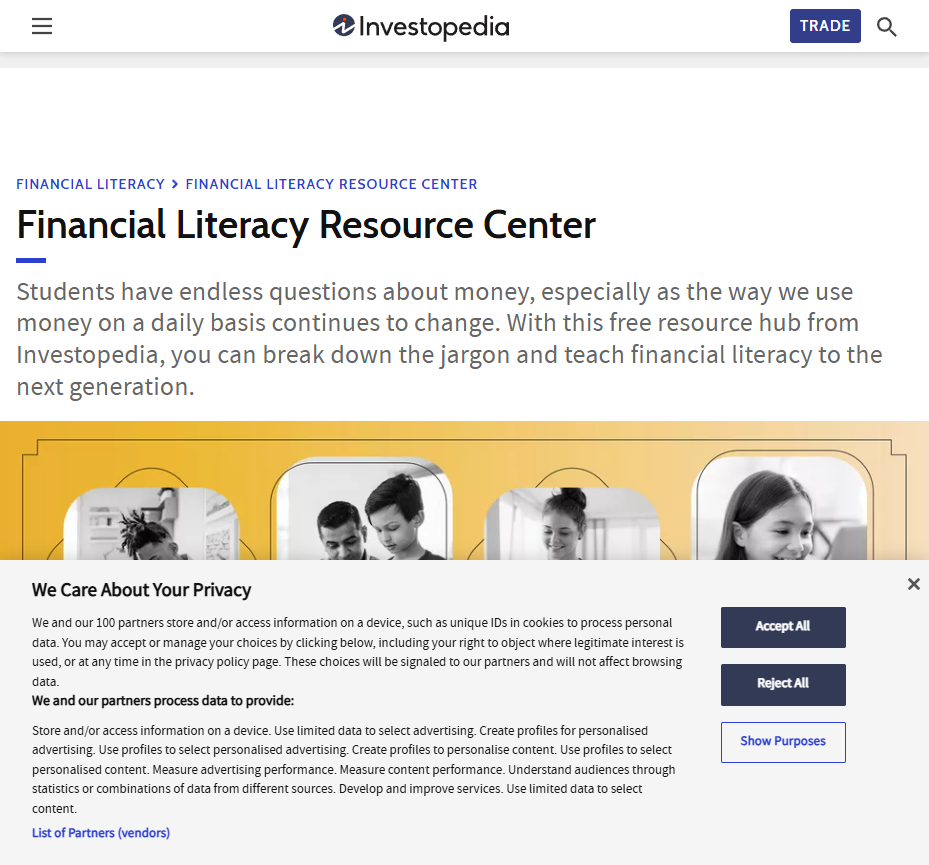 Investopedia
TRADE
FINANCIAL LITERACY > FINANCIAL LITERACY RESOURCE CENTER
Financial Literacy Resource Center
Students have endless questions about money, especially as the way we use
money on a daily basis continues to change. With this free resource hub from
Investopedia, you can break down the jargon and teach financial literacy to the
next generation.
We Care About Your Privacy
We and our 100 partners store and/or access information on a device, such as unique IDs in cookies to process personal
data. You may accept or manage your choices by clicking below, including your right to object where legitimate interest is
used, or at any time in the privacy policy page. These choices will be signaled to our partners and will not affect browsing
data.
We and our partners process data to provide:
Store and/or access information on a device. Use limited data to select advertising. Create profiles for personalised
advertising. Use profiles to select personalised advertising. Create profiles to personalise content. Use profiles to select
personalised content. Measure advertising performance. Measure content performance. Understand audiences through
statistics or combinations of data from different sources. Develop and improve services. Use limited data to select
content.
List of Partners (vendors)
Accept All
Reject All
Show Purposes